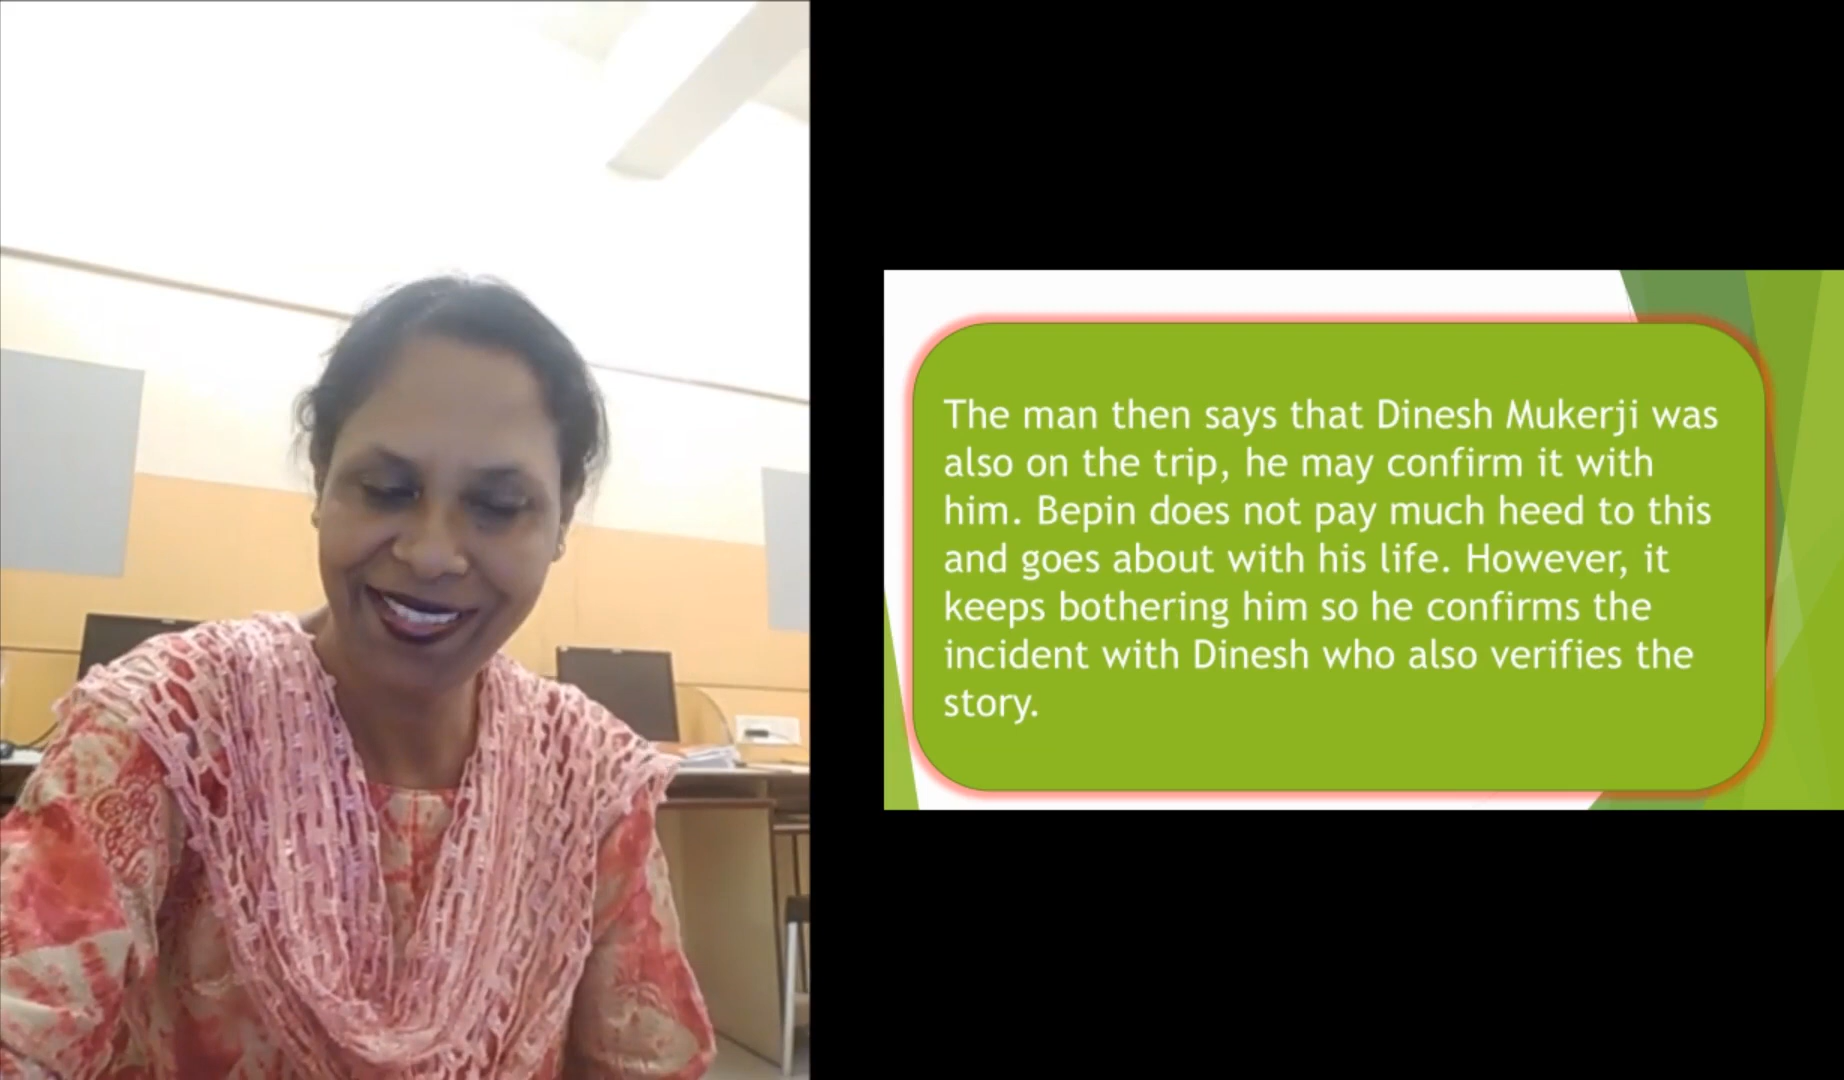 The man then says that Dinesh Mukerji was
also on the trip, he may confirm it with
him. Bepin does not pay much heed to this
and goes about with his life. However, it
keeps bothering him so he confirms the
incident with Dinesh who also verifies the
story.